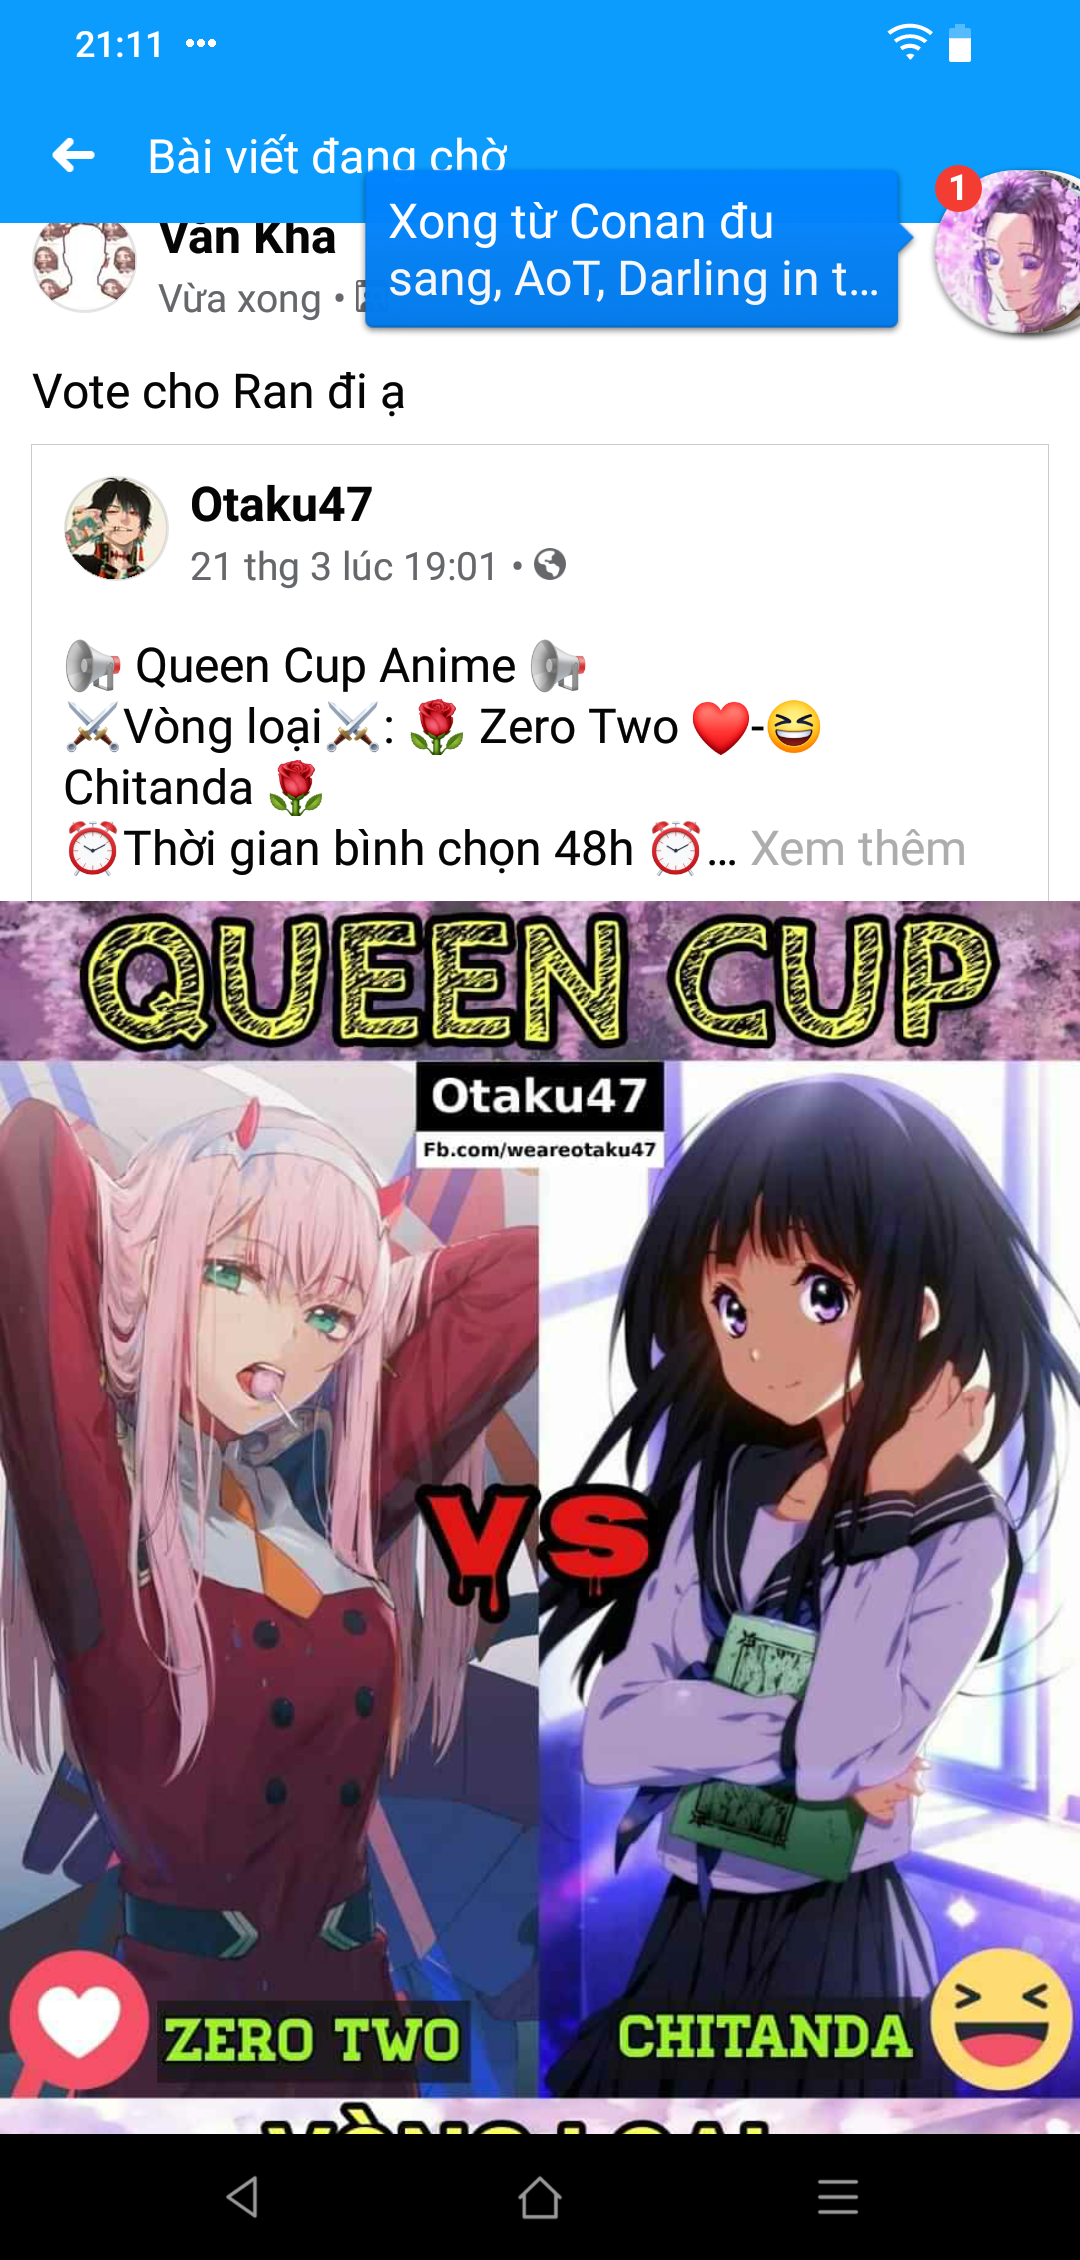 21:11
Bài viết đang chờ
1
Xong từ Conan đu
sang, AoT, Darling in t...
Văn Kha
Vừa xong
Vote cho Ran đi ạ
Otaku47
21 thg 3 lúc 19:01
Queen Cup Anime
Vòng loại: Zero Two -
Chitanda
Thời gian bình chọn 48h ... Xem thêm
QUEEN CUP
Otaku47
Fb.com/weareotaku47
VS
ZERO TWO
CHITANDA
VÒNG LOẠI